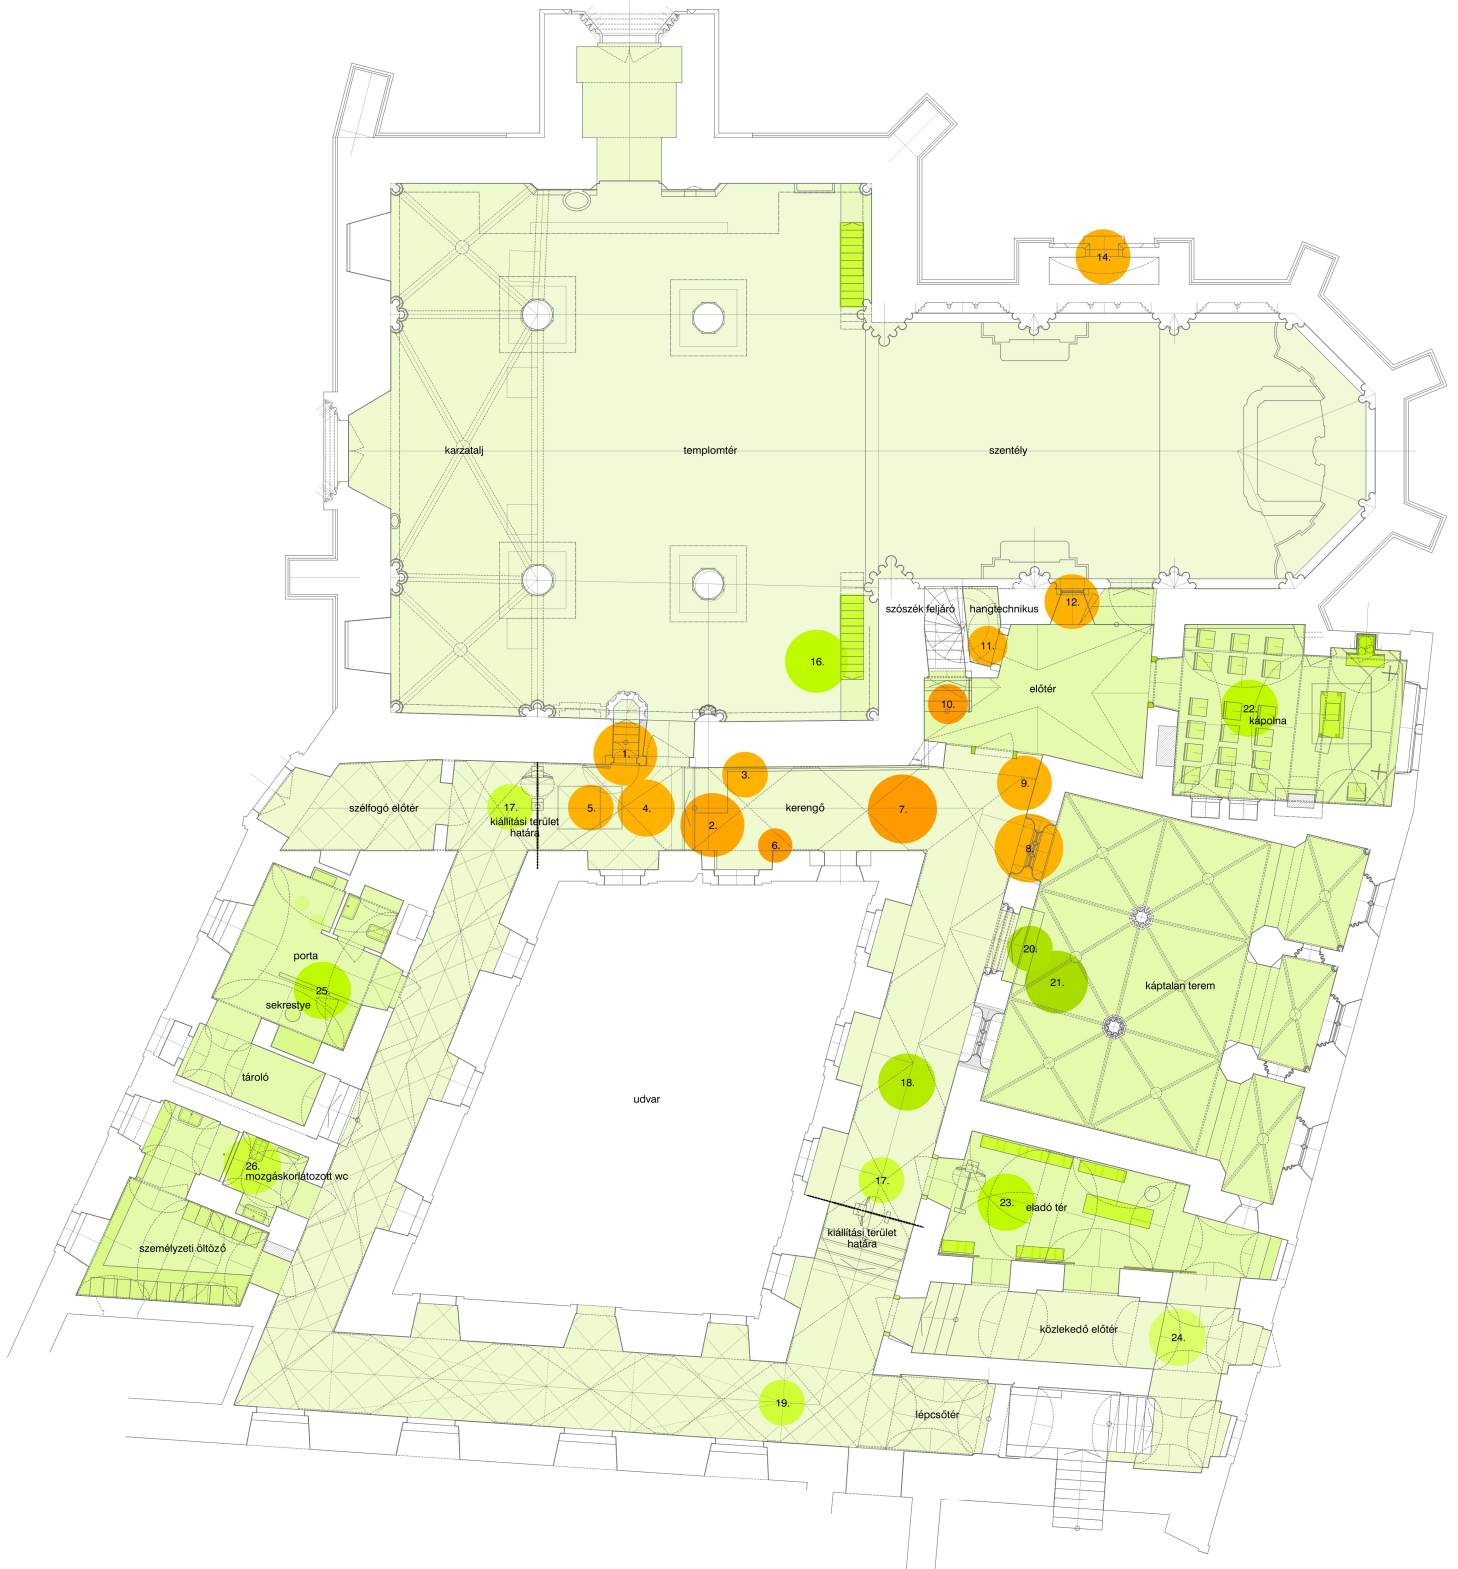 14.
karzatalj
templomtér
szentély
12.
szószék feljáró
hangtechnikus
11.
16.
előtér
10.
22.
kápolna
1.
3.
9.
szélfogó előtér
17.
5.
4.
2.
kerengő
7.
kiállítási terület
határa
6.
8.
20.
porta
21.
káptalan terem
25.
sekrestye
tároló
18.
udvar
26.
mozgáskorlátozott wc
17.
23.
eladó tér
kiállítási terület
határa
személyzeti öltöző
közlekedő előtér
24.
19.
lépcsőtér